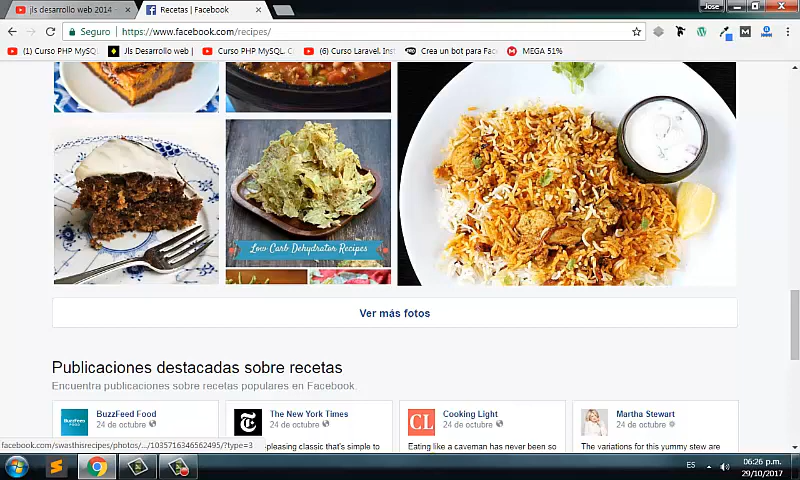 jls desarrollo web 2014 -
Recetas | Facebook
Jose
Seguro
https://www.facebook.com/recipes/
(1) Curso PHP MySQL
Jls Desarrollo web |
Curso PHP MySQL. C
(6) Curso Laravel. Inst
Crea un bot para Fac
MEGA 51%
Low Carb Dehydrator Recipes
Ver más fotos
Publicaciones destacadas sobre recetas
Encuentra publicaciones sobre recetas populares en Facebook.
BuzzFeed Food
24 de octubre
The New York Times
24 de octubre
Cooking Light
24 de octubre
Martha Stewart
24 de octubre
facebook.com/swasthisrecipes/photos/.../1035716346562495/?type=3
-pleasing classic that's simple to
Eating like a caveman has never been so
The variations for this yummy stew are
ES
06:26 p.m.
29/10/2017